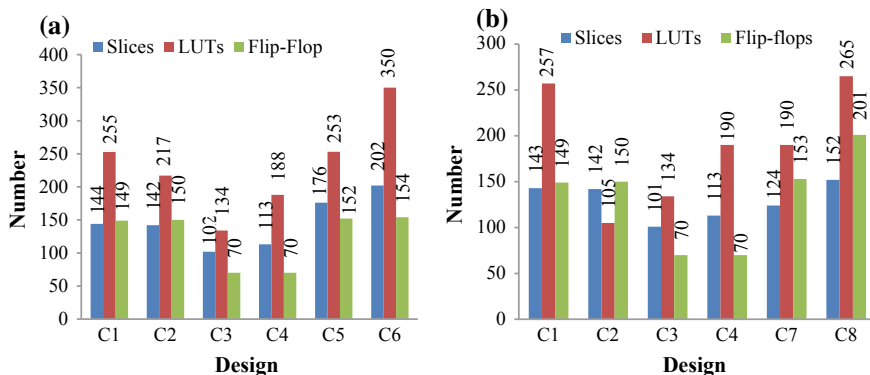 (a)
Slices LUTs Flip-Flop
400
350
300
250
200
150
100
50
0
Number
144 255 149
142 217 150
102 134 70
113 188 70
176 253 152
202 350 154
C1 C2 C3 C4 C5 C6
Design
(b)
Slices LUTs Flip-flops
300
250
200
150
100
50
0
Number
143 257 149
142 105 150
101 134 70
113 190 70
124 190 153
152 265 201
C1 C2 C3 C4 C7 C8
Design